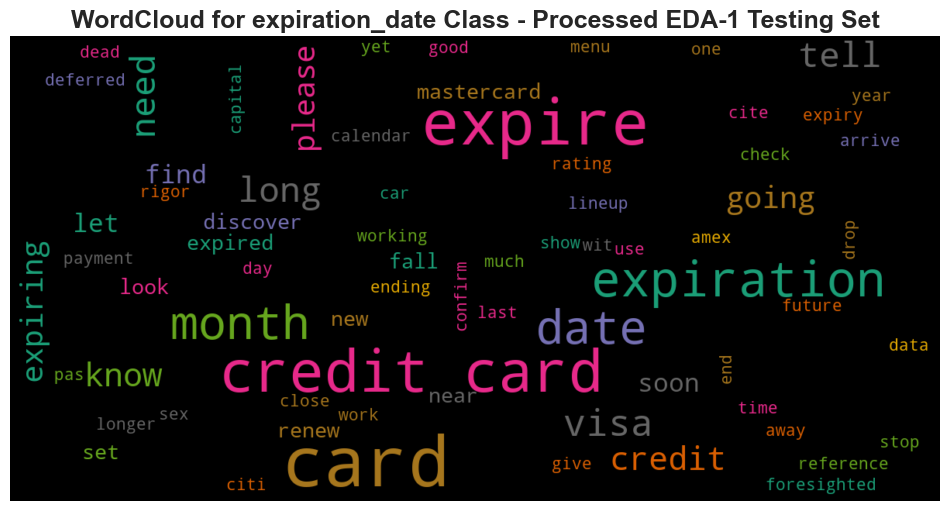 WordCloud for expiration_date Class - Processed EDA-1 Testing Set
dead
yet
good
menu
one
tell
deferred
need
capital
please
calendar
mastercard
expire
cite
year
expiry
arrive
check
rating
find
rigor
long
car
lineup
going
let
discover
expired
working
show
wit
use
amex
drop
payment
day
fall
much
expiring
look
ending
confirm
last
expiration
future
month
new
date
data
pas
know
credit card
near
soon
end
longer
sex
close
work
renew
visa
time
away
stop
set
citi
card
give
credit
reference
foresighted